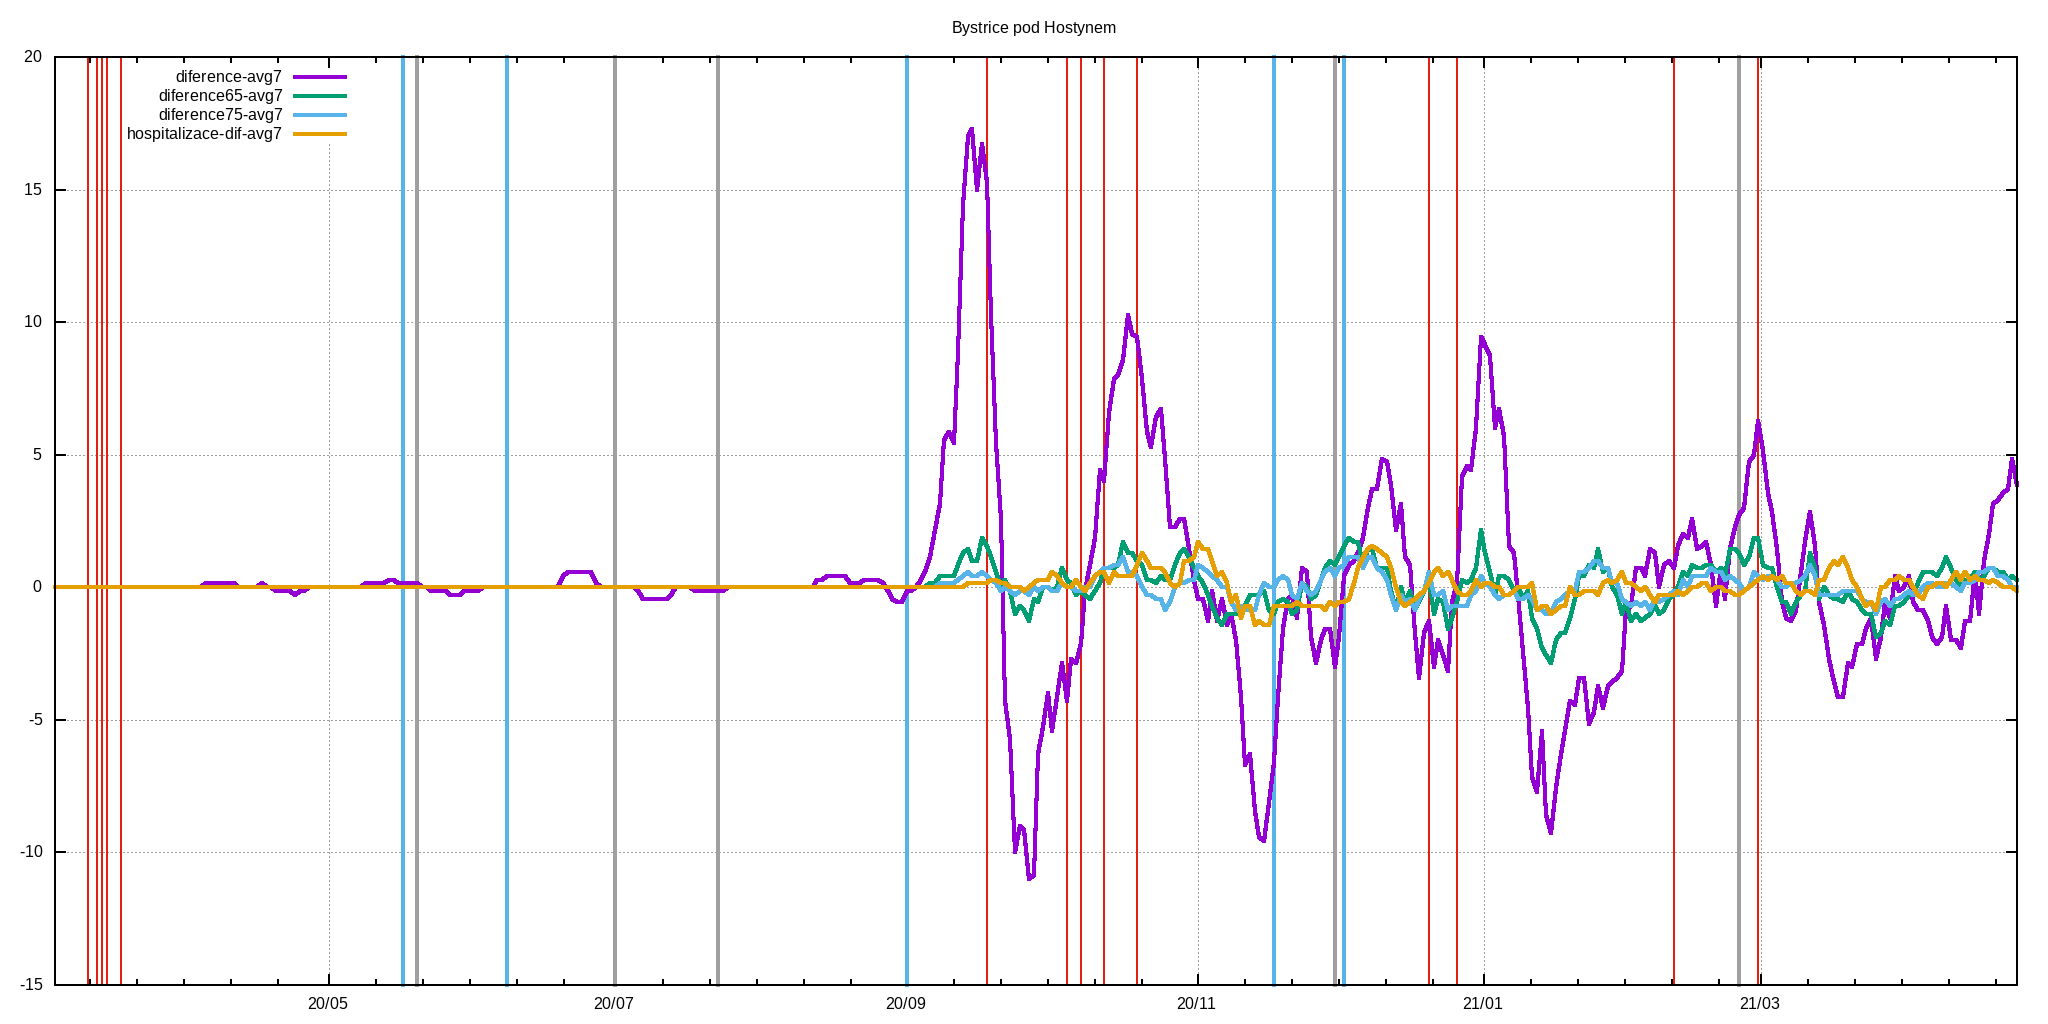 Bystrice pod Hostynem
20
diference-avg7
diference65-avg7
diference75-avg7
hospitalizace-dif-avg7
15
10
5
0
-5
-10
-15
20/05 20/07 20/09 20/11 21/01 21/03